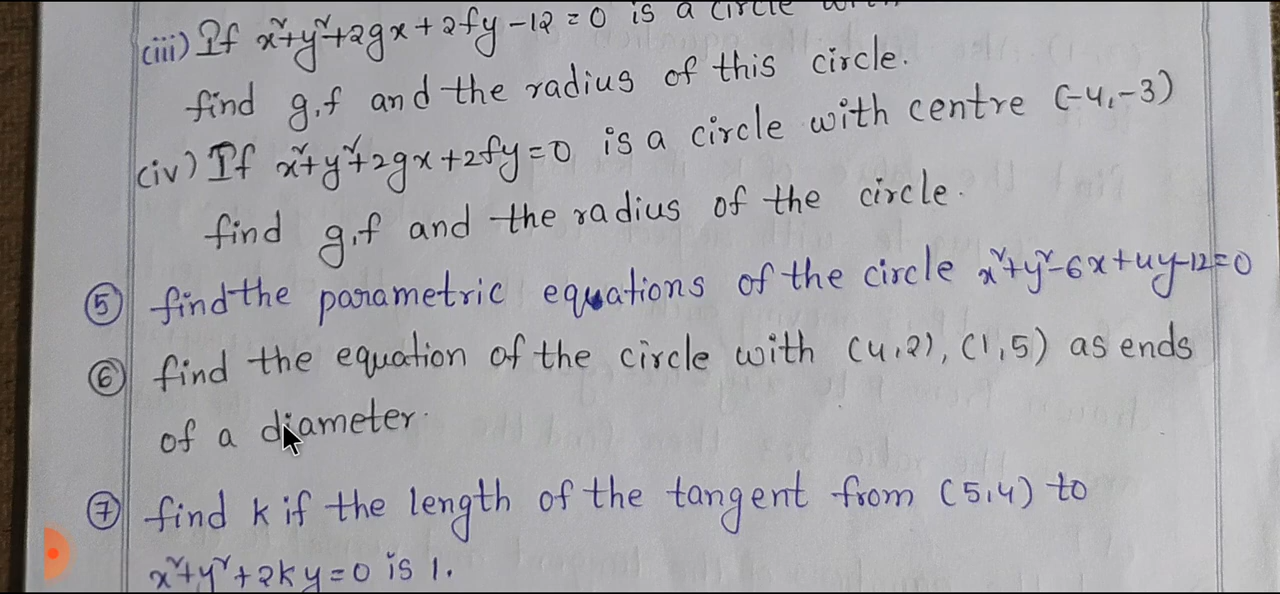 (iii) If x²+y²+2gx+2fy-12=0 is a circle
find g,f and the radius of this circle.
(iv) If x²+y²+2gx+2fy=0 is a circle with centre (-4,-3)
find g,f and the radius of the circle.
⑤ find the parametric equations of the circle x²+y²-6x+4y-12=0
⑥ find the equation of the circle with (4,2), (1,5) as ends
of a diameter.
⑦ find k if the length of the tangent from (5,4) to
x²+y²+2ky=0 is 1.